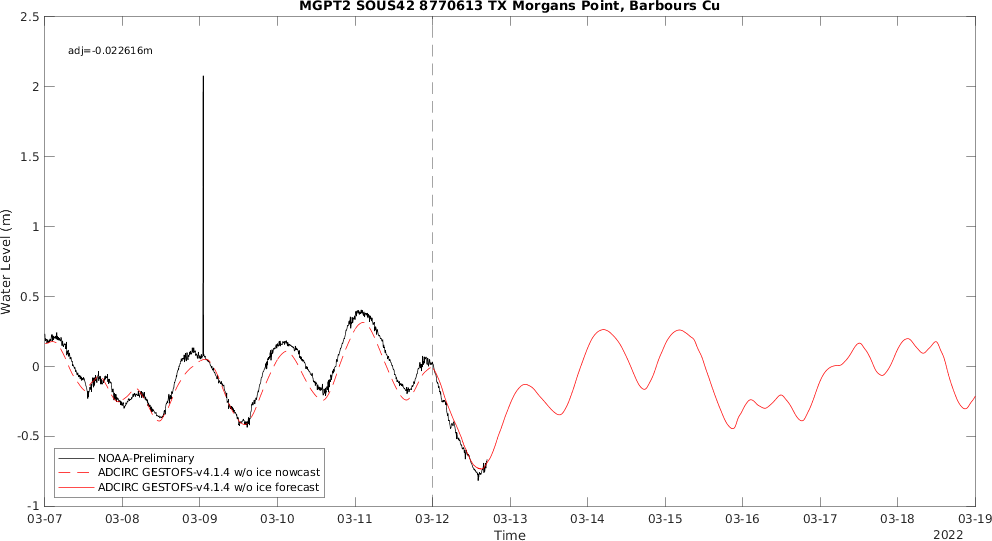 MGPT2 SOUS42 8770613 TX Morgans Point, Barbours Cu
adj=-0.022616m
Water Level (m)
2.5
2
1.5
1
0.5
0
-0.5
-1
NOAA-Preliminary
ADCIRC GESTOFS-v4.1.4 w/o ice nowcast
ADCIRC GESTOFS-v4.1.4 w/o ice forecast
03-07 03-08 03-09 03-10 03-11 03-12 03-13 03-14 03-15 03-16 03-17 03-18 03-19
Time
2022